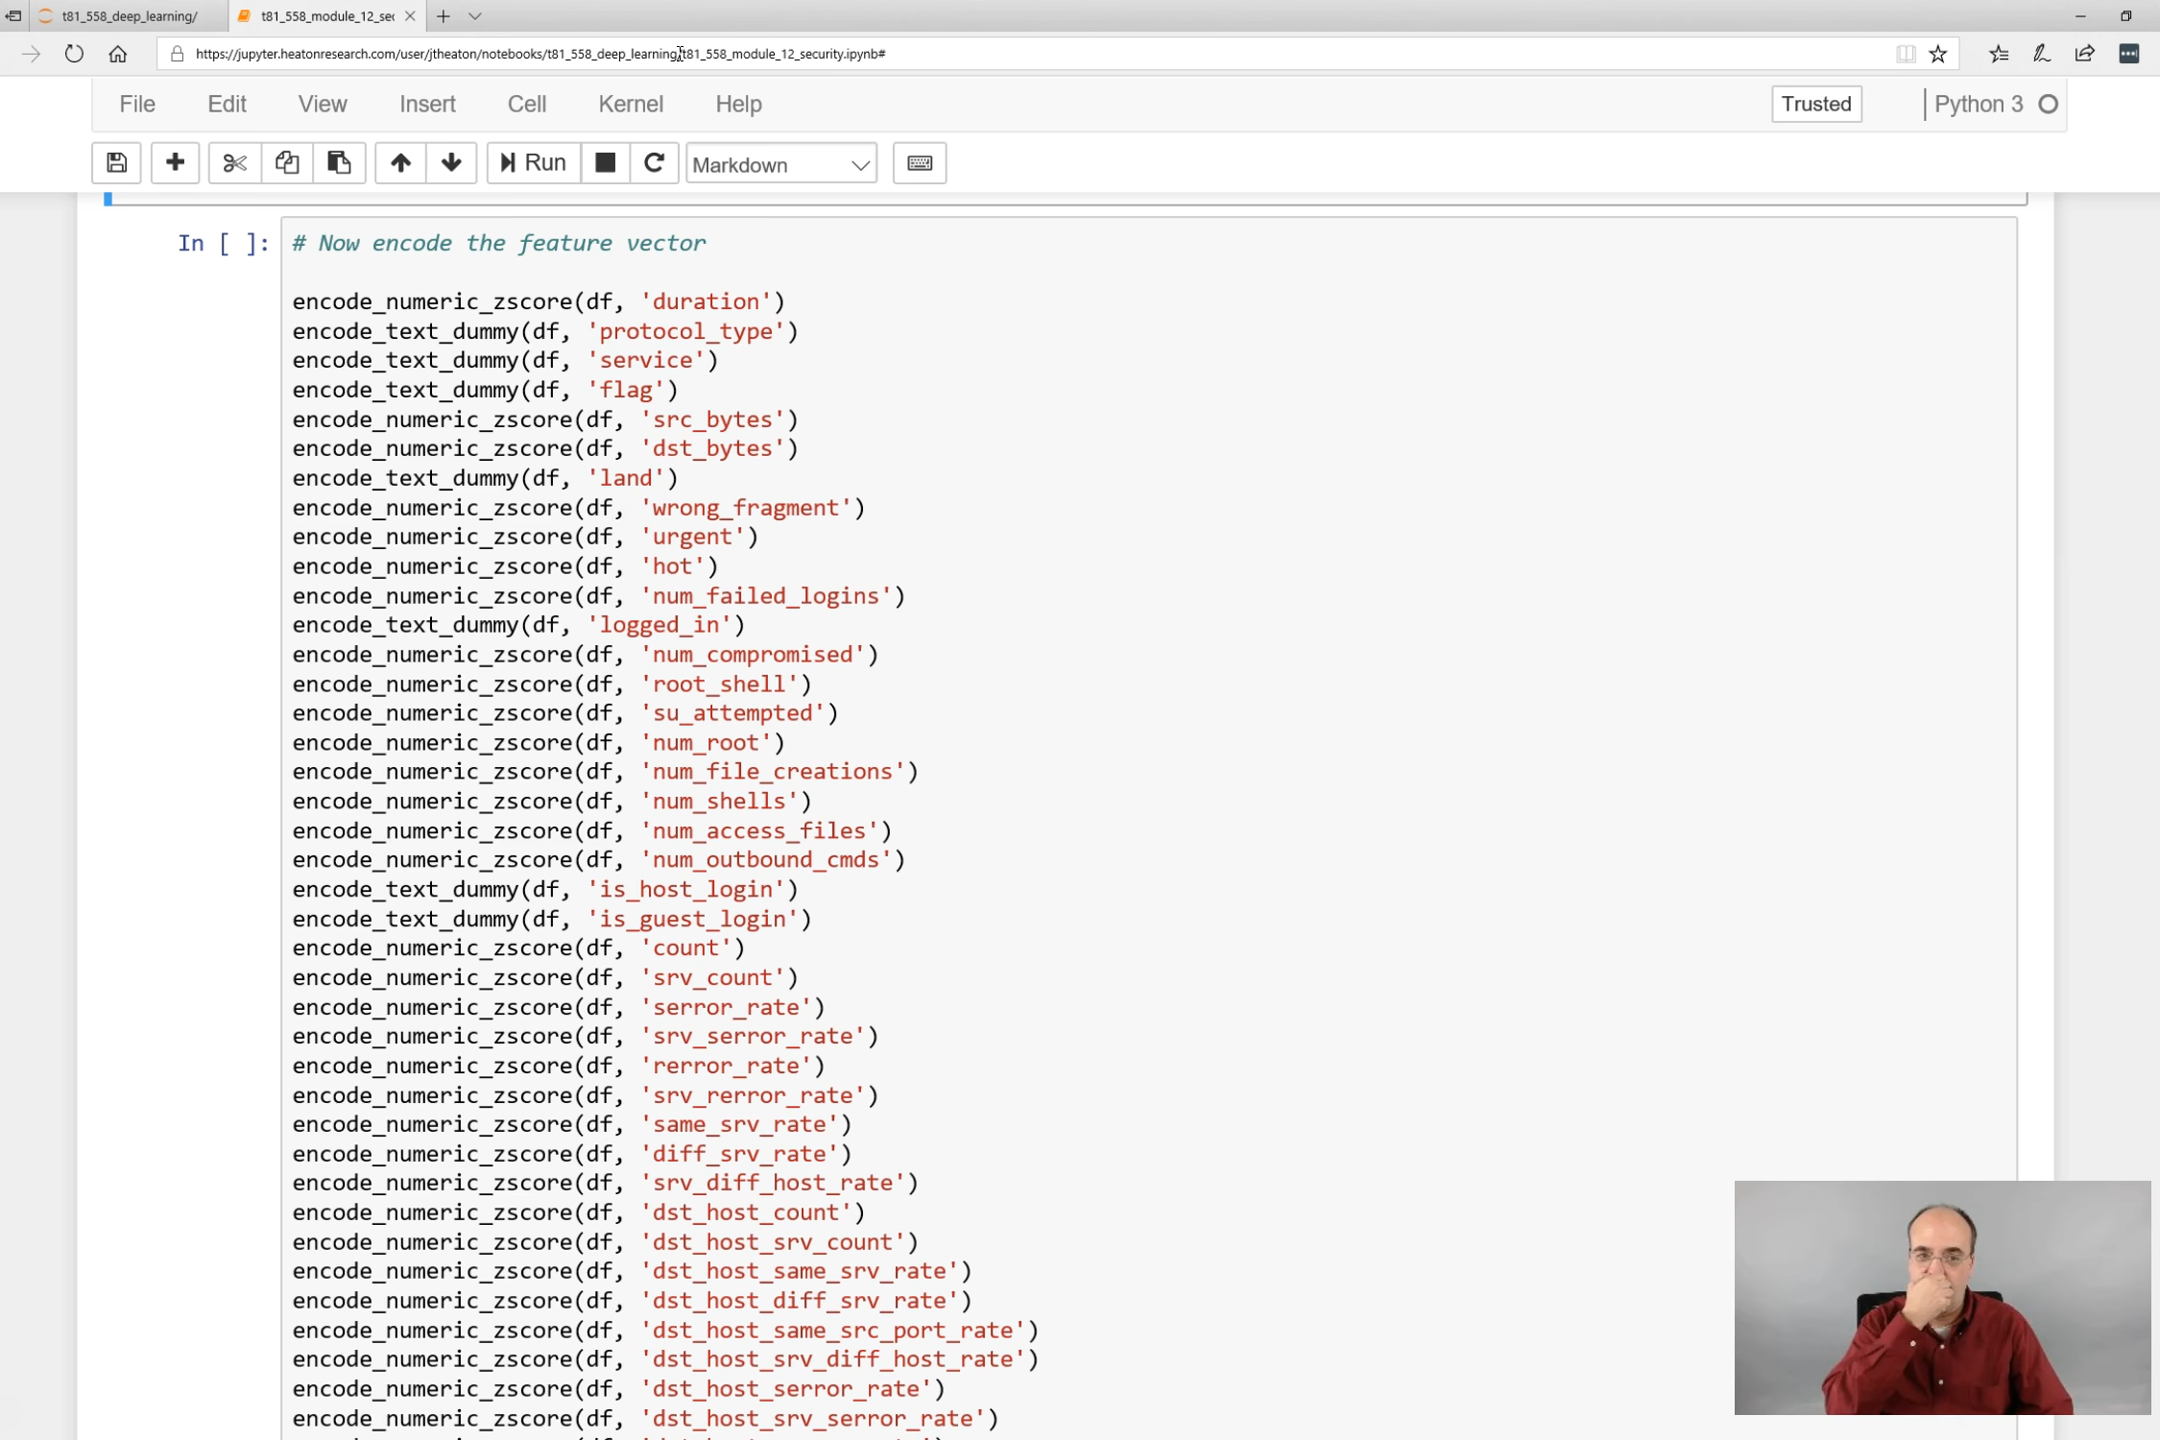 t81_558_deep_learning/
t81_558_module_12_sec
https://jupyter.heatonresearch.com/user/jtheaton/notebooks/t81_558_deep_learning/t81_558_module_12_security.ipynb#
File Edit View Insert Cell Kernel Help Trusted Python 3
Run Markdown
In [ ]:
# Now encode the feature vector
encode_numeric_zscore(df, 'duration')
encode_text_dummy(df, 'protocol_type')
encode_text_dummy(df, 'service')
encode_text_dummy(df, 'flag')
encode_numeric_zscore(df, 'src_bytes')
encode_numeric_zscore(df, 'dst_bytes')
encode_text_dummy(df, 'land')
encode_numeric_zscore(df, 'wrong_fragment')
encode_numeric_zscore(df, 'urgent')
encode_numeric_zscore(df, 'hot')
encode_numeric_zscore(df, 'num_failed_logins')
encode_text_dummy(df, 'logged_in')
encode_numeric_zscore(df, 'num_compromised')
encode_numeric_zscore(df, 'root_shell')
encode_numeric_zscore(df, 'su_attempted')
encode_numeric_zscore(df, 'num_root')
encode_numeric_zscore(df, 'num_file_creations')
encode_numeric_zscore(df, 'num_shells')
encode_numeric_zscore(df, 'num_access_files')
encode_numeric_zscore(df, 'num_outbound_cmds')
encode_text_dummy(df, 'is_host_login')
encode_text_dummy(df, 'is_guest_login')
encode_numeric_zscore(df, 'count')
encode_numeric_zscore(df, 'srv_count')
encode_numeric_zscore(df, 'serror_rate')
encode_numeric_zscore(df, 'srv_serror_rate')
encode_numeric_zscore(df, 'rerror_rate')
encode_numeric_zscore(df, 'srv_rerror_rate')
encode_numeric_zscore(df, 'same_srv_rate')
encode_numeric_zscore(df, 'diff_srv_rate')
encode_numeric_zscore(df, 'srv_diff_host_rate')
encode_numeric_zscore(df, 'dst_host_count')
encode_numeric_zscore(df, 'dst_host_srv_count')
encode_numeric_zscore(df, 'dst_host_same_srv_rate')
encode_numeric_zscore(df, 'dst_host_diff_srv_rate')
encode_numeric_zscore(df, 'dst_host_same_src_port_rate')
encode_numeric_zscore(df, 'dst_host_srv_diff_host_rate')
encode_numeric_zscore(df, 'dst_host_serror_rate')
encode_numeric_zscore(df, 'dst_host_srv_serror_rate')